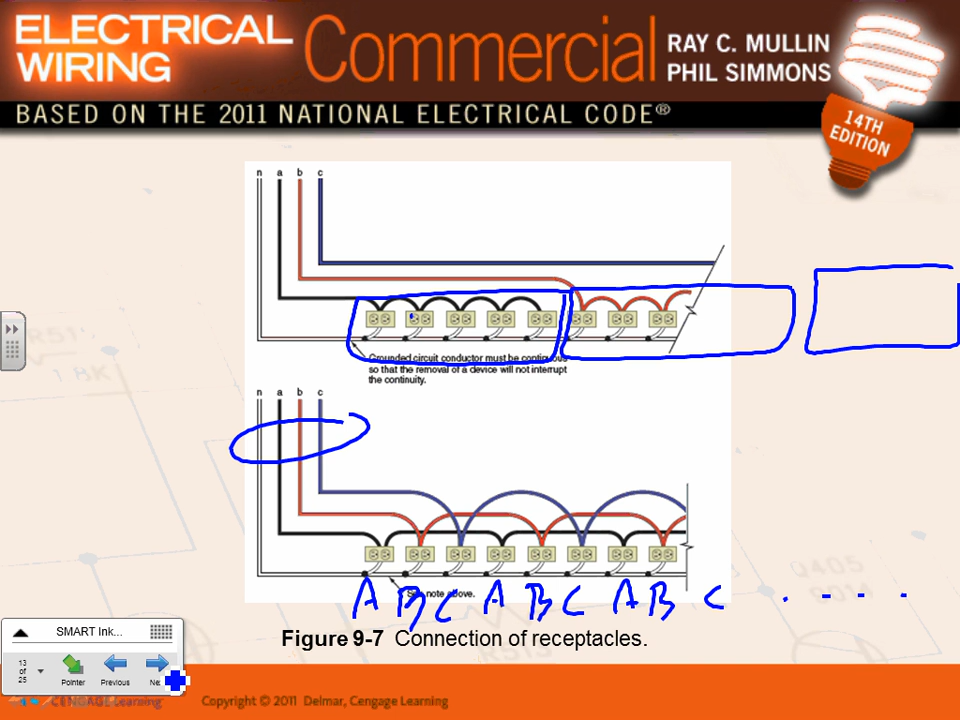 ELECTRICAL
WIRING
Commercial
RAY C. MULLIN
PHIL SIMMONS
BASED ON THE 2011 NATIONAL ELECTRICAL CODE®
14TH
EDITION
n a b c
Grounded circuit conductor must be continuous
so that the removal of a device will not interrupt
the continuity.
n a b c
See note above.
A B C A B C A B C . . . .
Figure 9-7 Connection of receptacles.
SMART Ink...
13
of
25
Pointer Previous
CENGAGE Learning
Copyright © 2011 Delmar, Cengage Learning